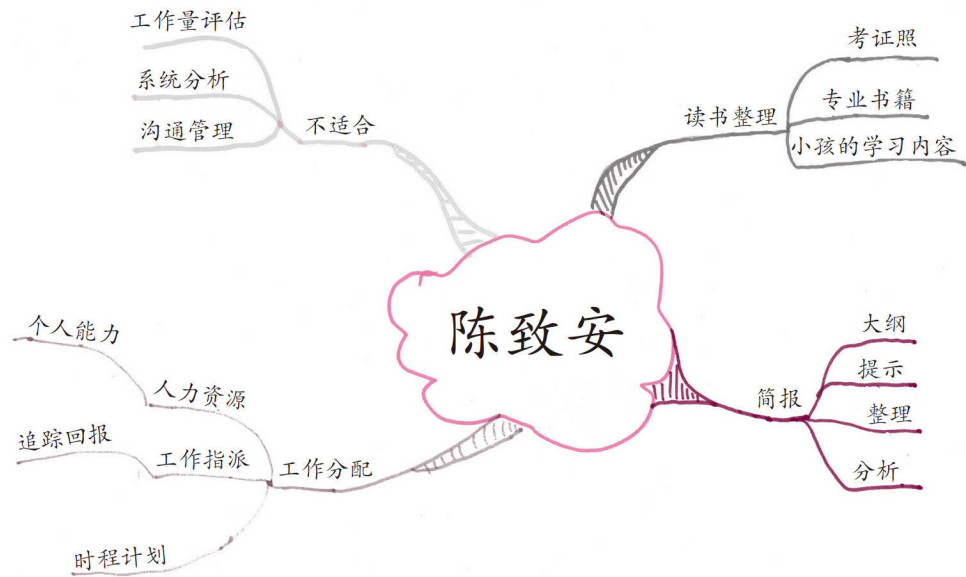 工作量评估
系统分析
沟通管理
不适合
考证照
专业书籍
小孩的学习内容
读书整理
陈致安
个人能力
人力资源
追踪回报
工作指派
工作分配
时程计划
大纲
提示
简报
整理
分析